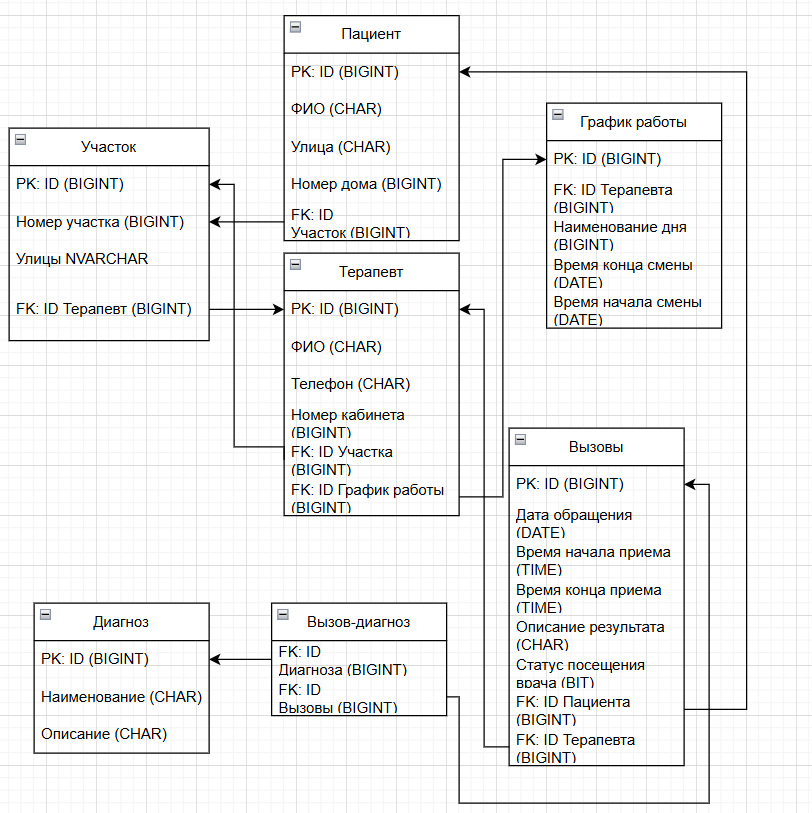 Пациент
PK: ID (BIGINT)
ФИО (CHAR)
Улица (CHAR)
Номер дома (BIGINT)
FK: ID
Участок (BIGINT)
График работы
PK: ID (BIGINT)
FK: ID Терапевта
(BIGINT)
Наименование дня
(BIGINT)
Время конца смены
(DATE)
Время начала смены
(DATE)
Участок
PK: ID (BIGINT)
Номер участка (BIGINT)
Улицы NVARCHAR
FK: ID Терапевт (BIGINT)
Терапевт
PK: ID (BIGINT)
ФИО (CHAR)
Телефон (CHAR)
Номер кабинета
(BIGINT)
FK: ID Участка
(BIGINT)
FK: ID График работы
(BIGINT)
Вызовы
PK: ID (BIGINT)
Дата обращения
(DATE)
Время начала приема
(TIME)
Время конца приема
(TIME)
Описание результата
(CHAR)
Статус посещения
врача (BIT)
FK: ID Пациента
(BIGINT)
FK: ID Терапевта
(BIGINT)
Диагноз
PK: ID (BIGINT)
Наименование (CHAR)
Описание (CHAR)
Вызов-диагноз
FK: ID
Диагноза (BIGINT)
FK: ID
Вызовы (BIGINT)